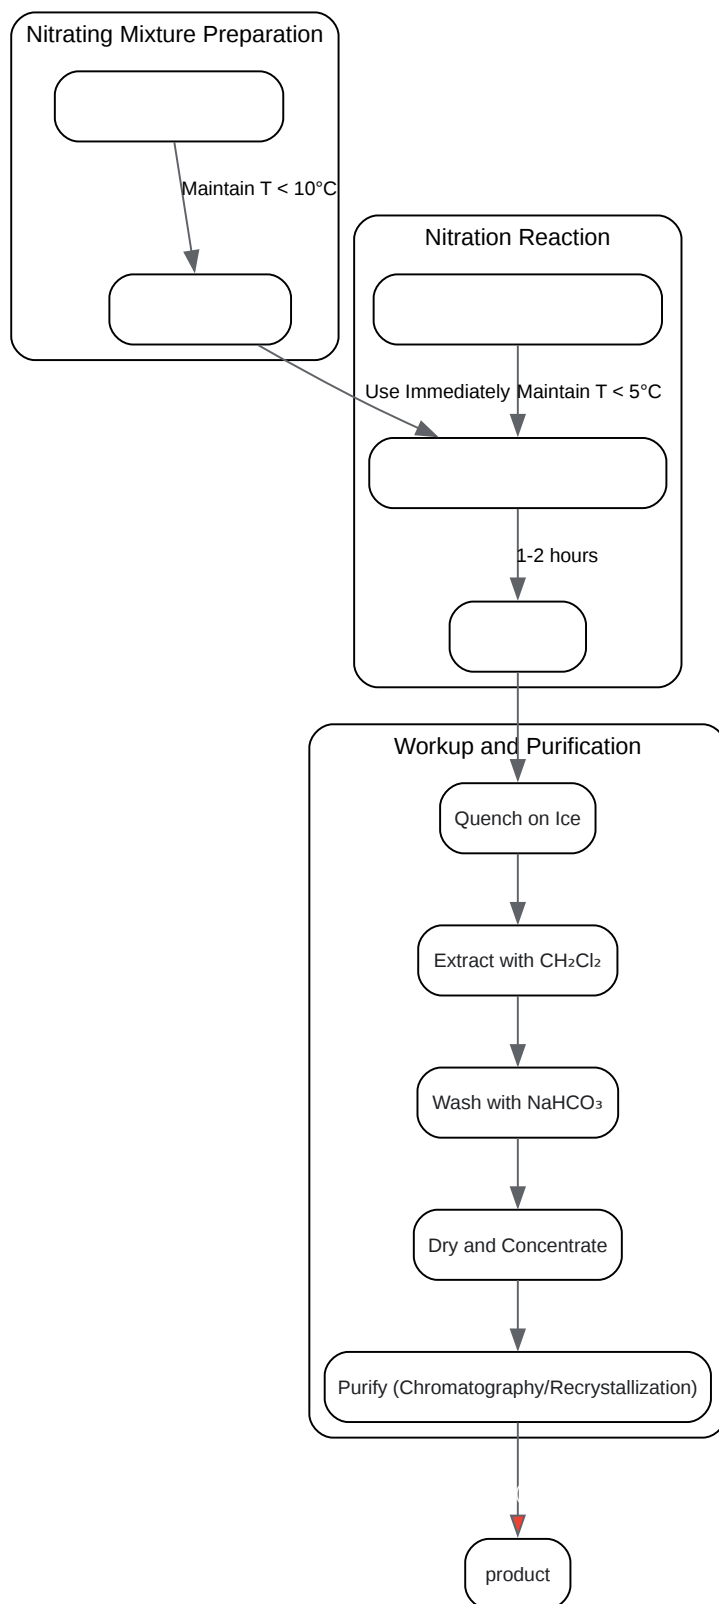 Nitrating Mixture Preparation
Maintain T < 10°C
Nitration Reaction
Use Immediately
Maintain T < 5°C
1-2 hours
Workup and Purification
Quench on Ice
Extract with CH₂Cl₂
Wash with NaHCO₃
Dry and Concentrate
Purify (Chromatography/Recrystallization)
product